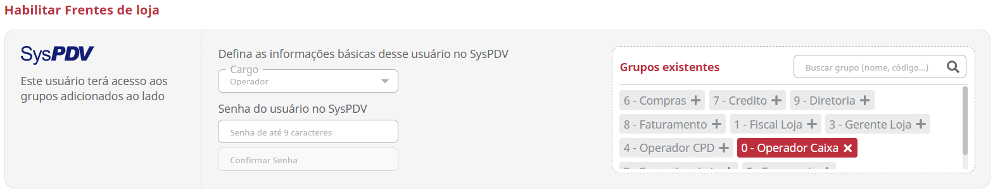 Habilitar Frentes de loja
SysPDV
Este usuário terá acesso aos
grupos adicionados ao lado
Defina as informações básicas desse usuário no SysPDV
Cargo
Operador
Senha do usuário no SysPDV
Senha de até 9 caracteres
Confirmar Senha
Grupos existentes
Buscar grupo (nome, código...)
6 - Compras +
7 - Credito +
9 - Diretoria +
8 - Faturamento +
1 - Fiscal Loja +
3 - Gerente Loja +
4 - Operador CPD +
0 - Operador Caixa ×